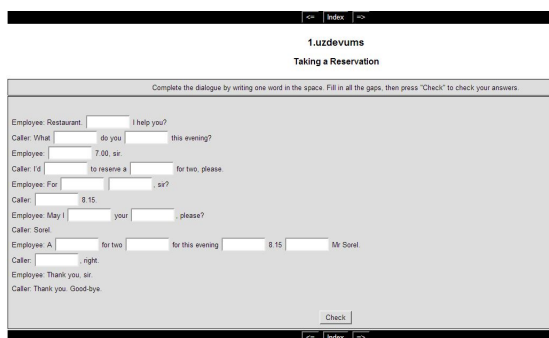 <= Index =>
1.uzdevums
Taking a Reservation
Complete the dialogue by writing one word in the space. Fill in all the gaps, then press "Check" to check your answers.
Employee: Restaurant. I help you?
Caller: What do you this evening?
Employee: 7.00, sir.
Caller: I'd to reserve a for two, please.
Employee: For , sir?
Caller: 8.15.
Employee: May I your , please?
Caller: Sorel.
Employee: A for two for this evening 8.15 Mr Sorel.
Caller: , right.
Employee: Thank you, sir.
Caller: Thank you. Good-bye.
Check
<= Index =>